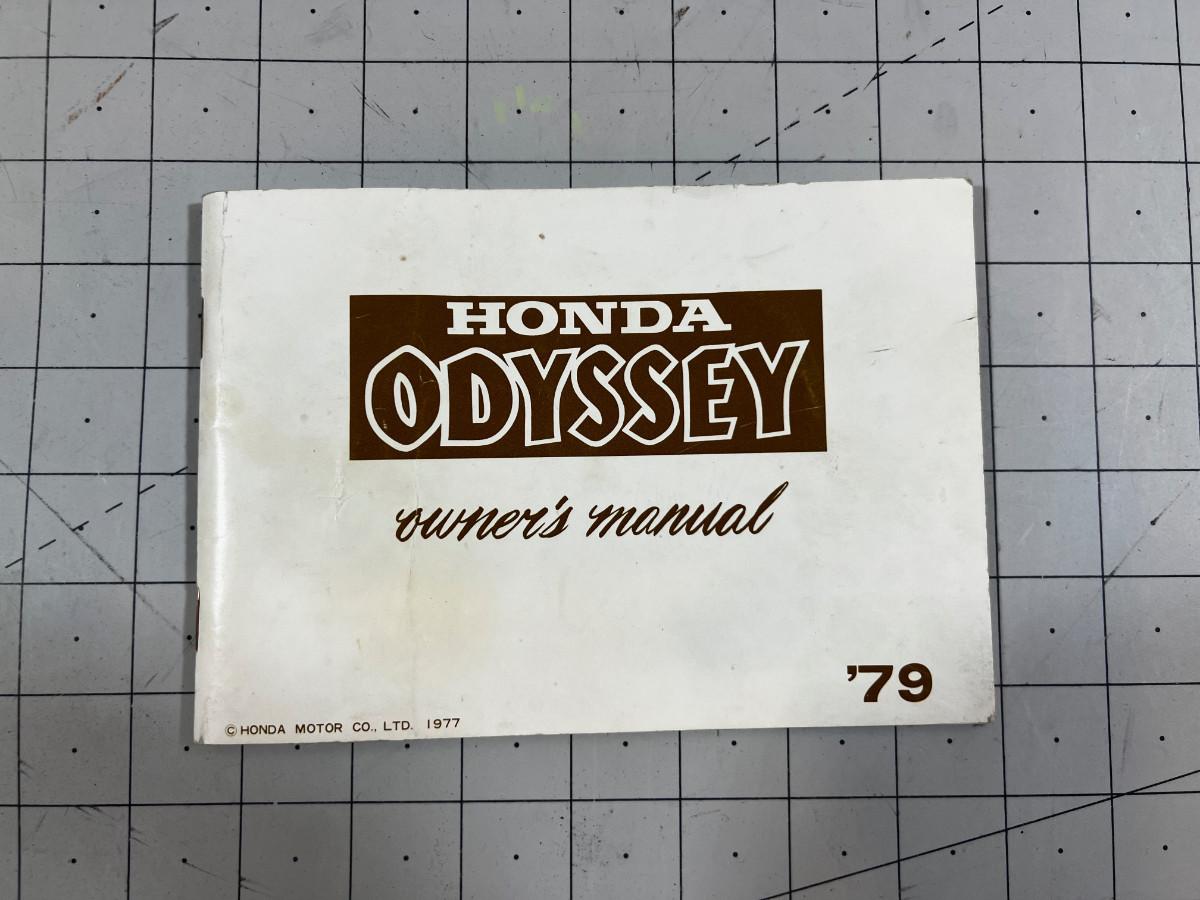 HONDA
ODYSSEY
owner's manual
'79
©HONDA MOTOR CO., LTD. 1977